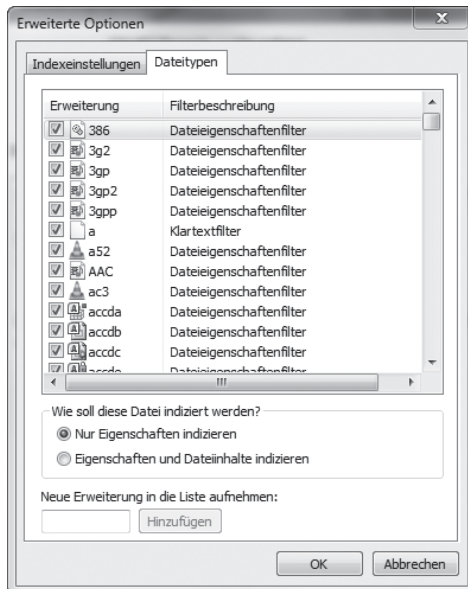 Erweiterte Optionen
Indexeinstellungen Dateitypen
Erweiterung Filterbeschreibung
386 Dateieigenschaftenfilter
3g2 Dateieigenschaftenfilter
3gp Dateieigenschaftenfilter
3gp2 Dateieigenschaftenfilter
3gpp Dateieigenschaftenfilter
a Klartextfilter
a52 Dateieigenschaftenfilter
AAC Dateieigenschaftenfilter
ac3 Dateieigenschaftenfilter
accda Dateieigenschaftenfilter
accdb Dateieigenschaftenfilter
accdc Dateieigenschaftenfilter
accde Dateieigenschaftenfilter
Wie soll diese Datei indiziert werden?
Nur Eigenschaften indizieren
Eigenschaften und Dateiinhalte indizieren
Neue Erweiterung in die Liste aufnehmen:
Hinzufügen
OK Abbrechen